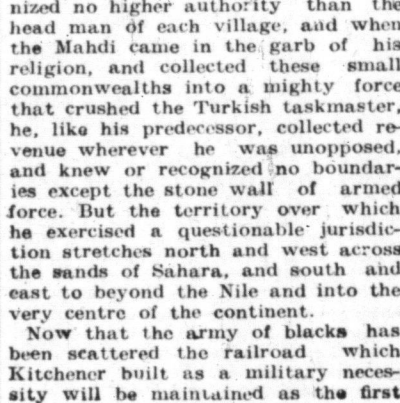 nized no higher authority than the
head man of each village, and when
the Mahdi came in the garb of his
religion, and collected these small
commonwealths into a mighty force
that crushed the Turkish taskmaster,
he, like his predecessor, collected re-
venue wherever he was unopposed,
and knew or recognized no boundar-
ies except the stone wall of armed
force. But the territory over which
he exercised a questionable jurisdic-
tion stretches north and west across
the sands of Sahara, and south and
east to beyond the Nile and into the
very centre of the continent.
Now that the army of blacks has
been scattered the railroad which
Kitchener built as a military neces-
sity will be maintained as the first